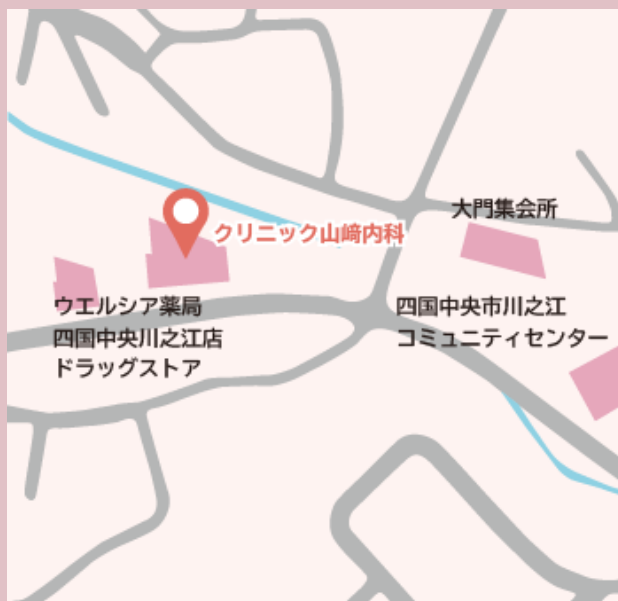 大門集会所
クリニック山﨑内科
ウエルシア薬局
四国中央川之江店
ドラッグストア
四国中央市川之江
コミュニティセンター